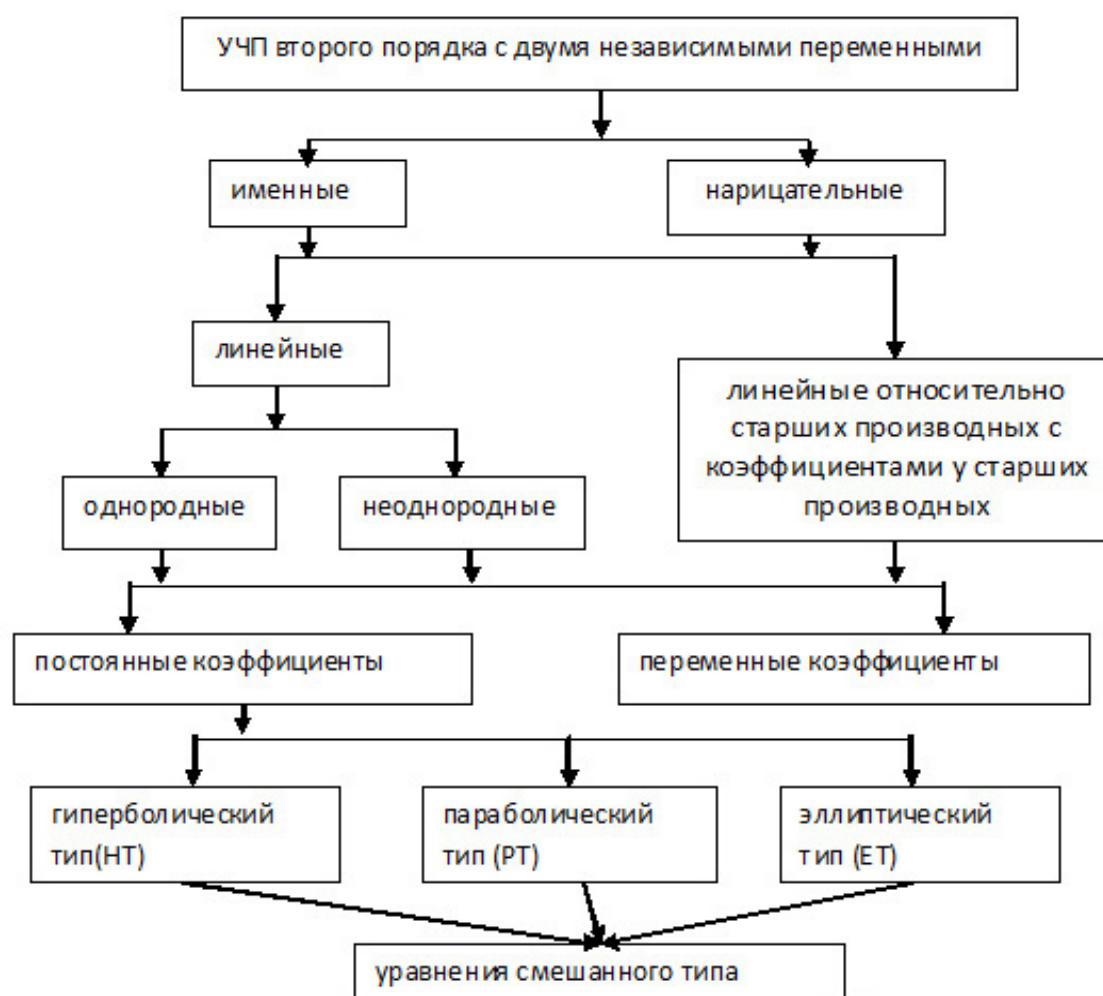 УЧП второго порядка с двумя независимыми переменными
именные
нарицательные
линейные
линейные относительно
старших производных с
коэффициентами у старших
производных
однородные
неоднородные
постоянные коэффициенты
переменные коэффициенты
гиперболический
тип(НТ)
параболический
тип (РТ)
эллиптический
тип (ЕТ)
уравнения смешанного типа